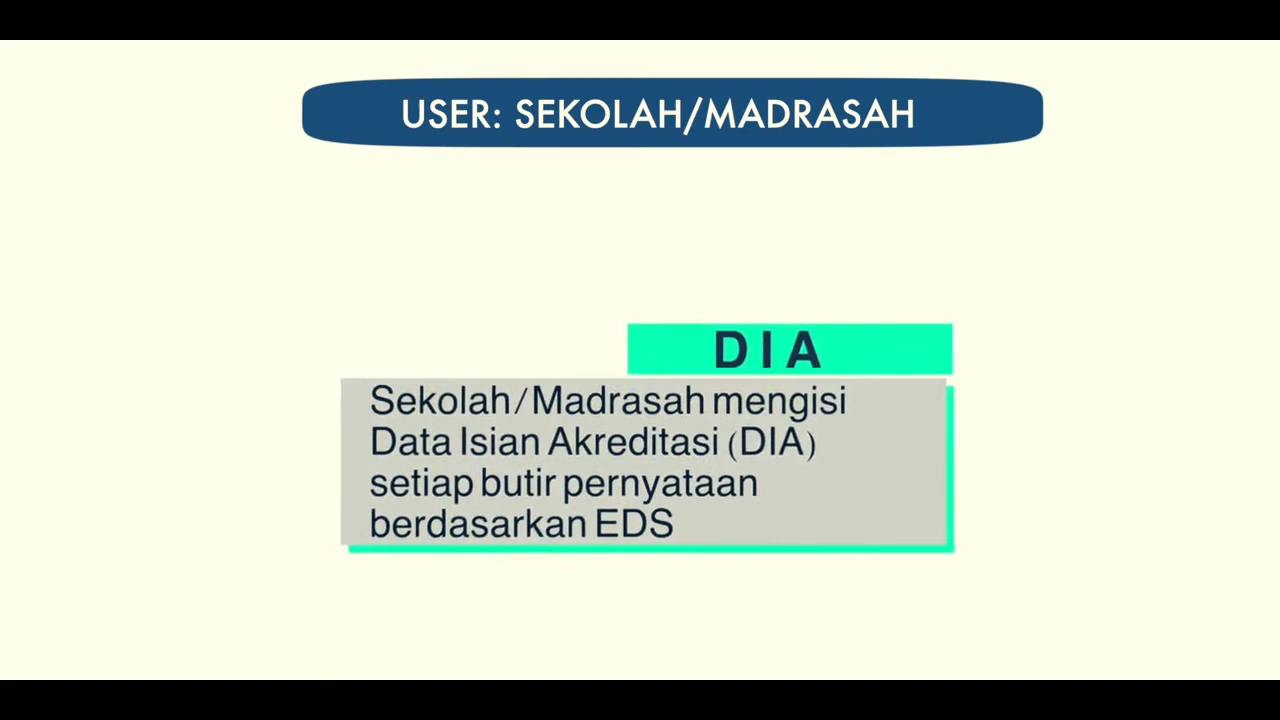 USER: SEKOLAH/MADRASAH
DIA
Sekolah/Madrasah mengisi
Data Isian Akreditasi (DIA)
setiap butir pernyataan
berdasarkan EDS